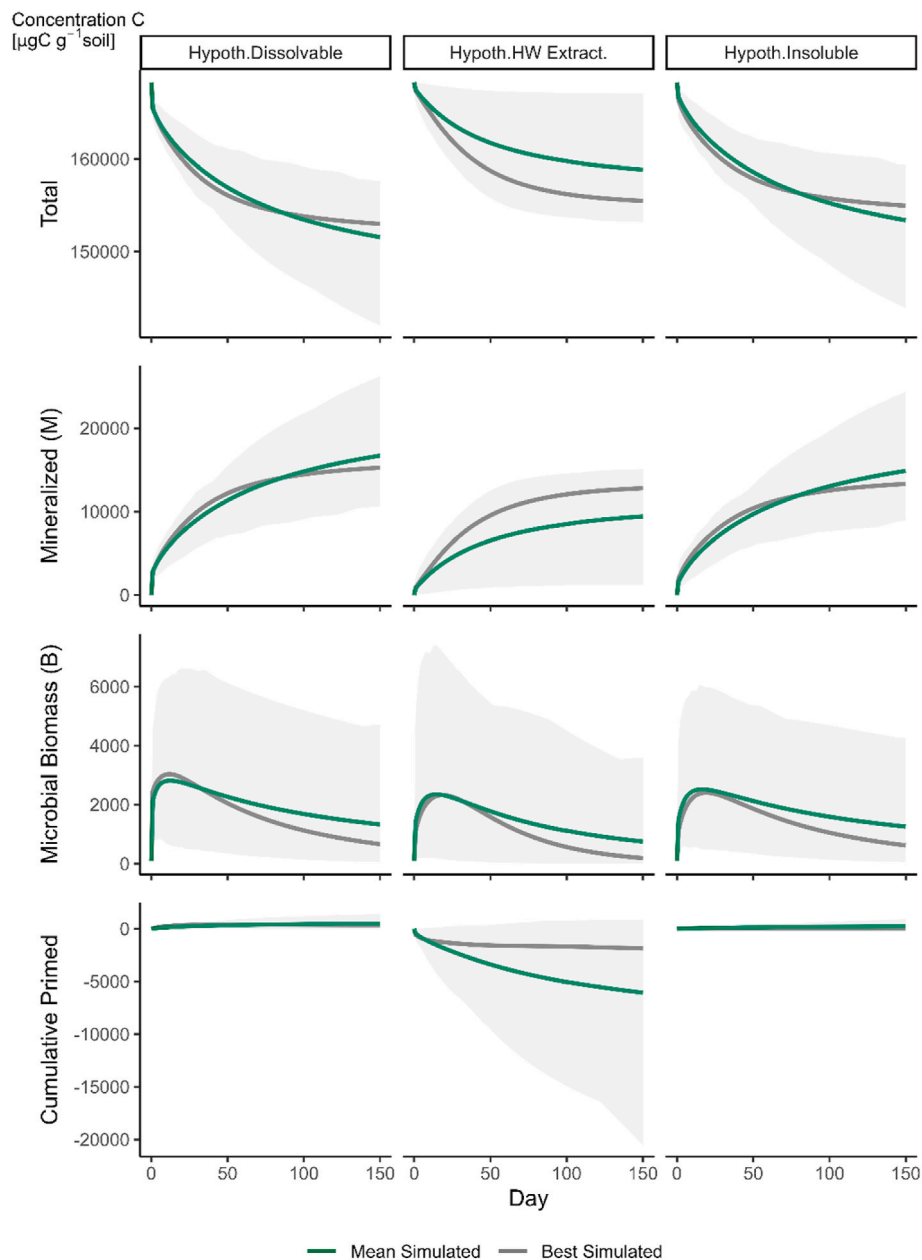 Concentration C
[µgC g⁻¹soil]
Hypoth.Dissolvable Hypoth.HW Extract. Hypoth.Insoluble
Total
160000
150000
Mineralized (M)
20000
10000
0
Microbial Biomass (B)
6000
4000
2000
0
Cumulative Primed
0
-5000
-10000
-15000
-20000
0 50 100 150 0 50 100 150 0 50 100 150
Day
Mean Simulated Best Simulated